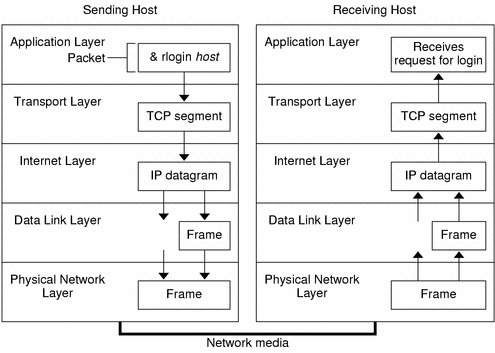 Sending Host
Application Layer
Packet
& rlogin host
Transport Layer
TCP segment
Internet Layer
IP datagram
Data Link Layer
Frame
Physical Network
Layer
Frame
Receiving Host
Application Layer
Receives
request for login
Transport Layer
TCP segment
Internet Layer
IP datagram
Data Link Layer
Frame
Physical Network
Layer
Frame
Network media